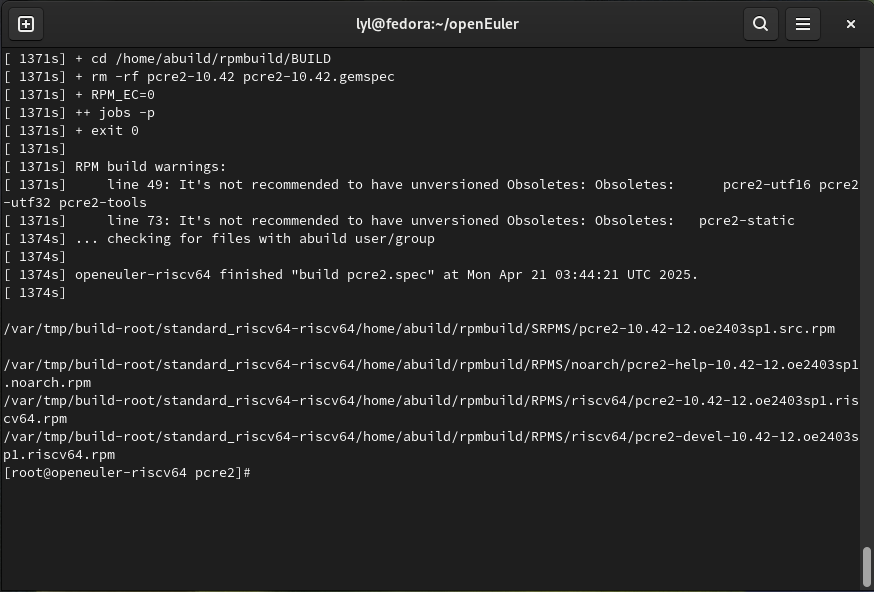 lyl@fedora:~/openEuler
[ 1371s] + cd /home/abuild/rpmbuild/BUILD
[ 1371s] + rm -rf pcre2-10.42 pcre2-10.42.gemspec
[ 1371s] + RPM_EC=0
[ 1371s] ++ jobs -p
[ 1371s] + exit 0
[ 1371s]
[ 1371s] RPM build warnings:
[ 1371s]     line 49: It's not recommended to have unversioned Obsoletes: Obsoletes:      pcre2-utf16 pcre2
-utf32 pcre2-tools
[ 1371s]     line 73: It's not recommended to have unversioned Obsoletes: Obsoletes:   pcre2-static
[ 1374s] ... checking for files with abuild user/group
[ 1374s]
[ 1374s] openeuler-riscv64 finished "build pcre2.spec" at Mon Apr 21 03:44:21 UTC 2025.
[ 1374s]
/var/tmp/build-root/standard_riscv64-riscv64/home/abuild/rpmbuild/SRPMS/pcre2-10.42-12.oe2403sp1.src.rpm
/var/tmp/build-root/standard_riscv64-riscv64/home/abuild/rpmbuild/RPMS/noarch/pcre2-help-10.42-12.oe2403sp1
.noarch.rpm
/var/tmp/build-root/standard_riscv64-riscv64/home/abuild/rpmbuild/RPMS/riscv64/pcre2-10.42-12.oe2403sp1.ris
cv64.rpm
/var/tmp/build-root/standard_riscv64-riscv64/home/abuild/rpmbuild/RPMS/riscv64/pcre2-devel-10.42-12.oe2403s
p1.riscv64.rpm
[root@openeuler-riscv64 pcre2]#